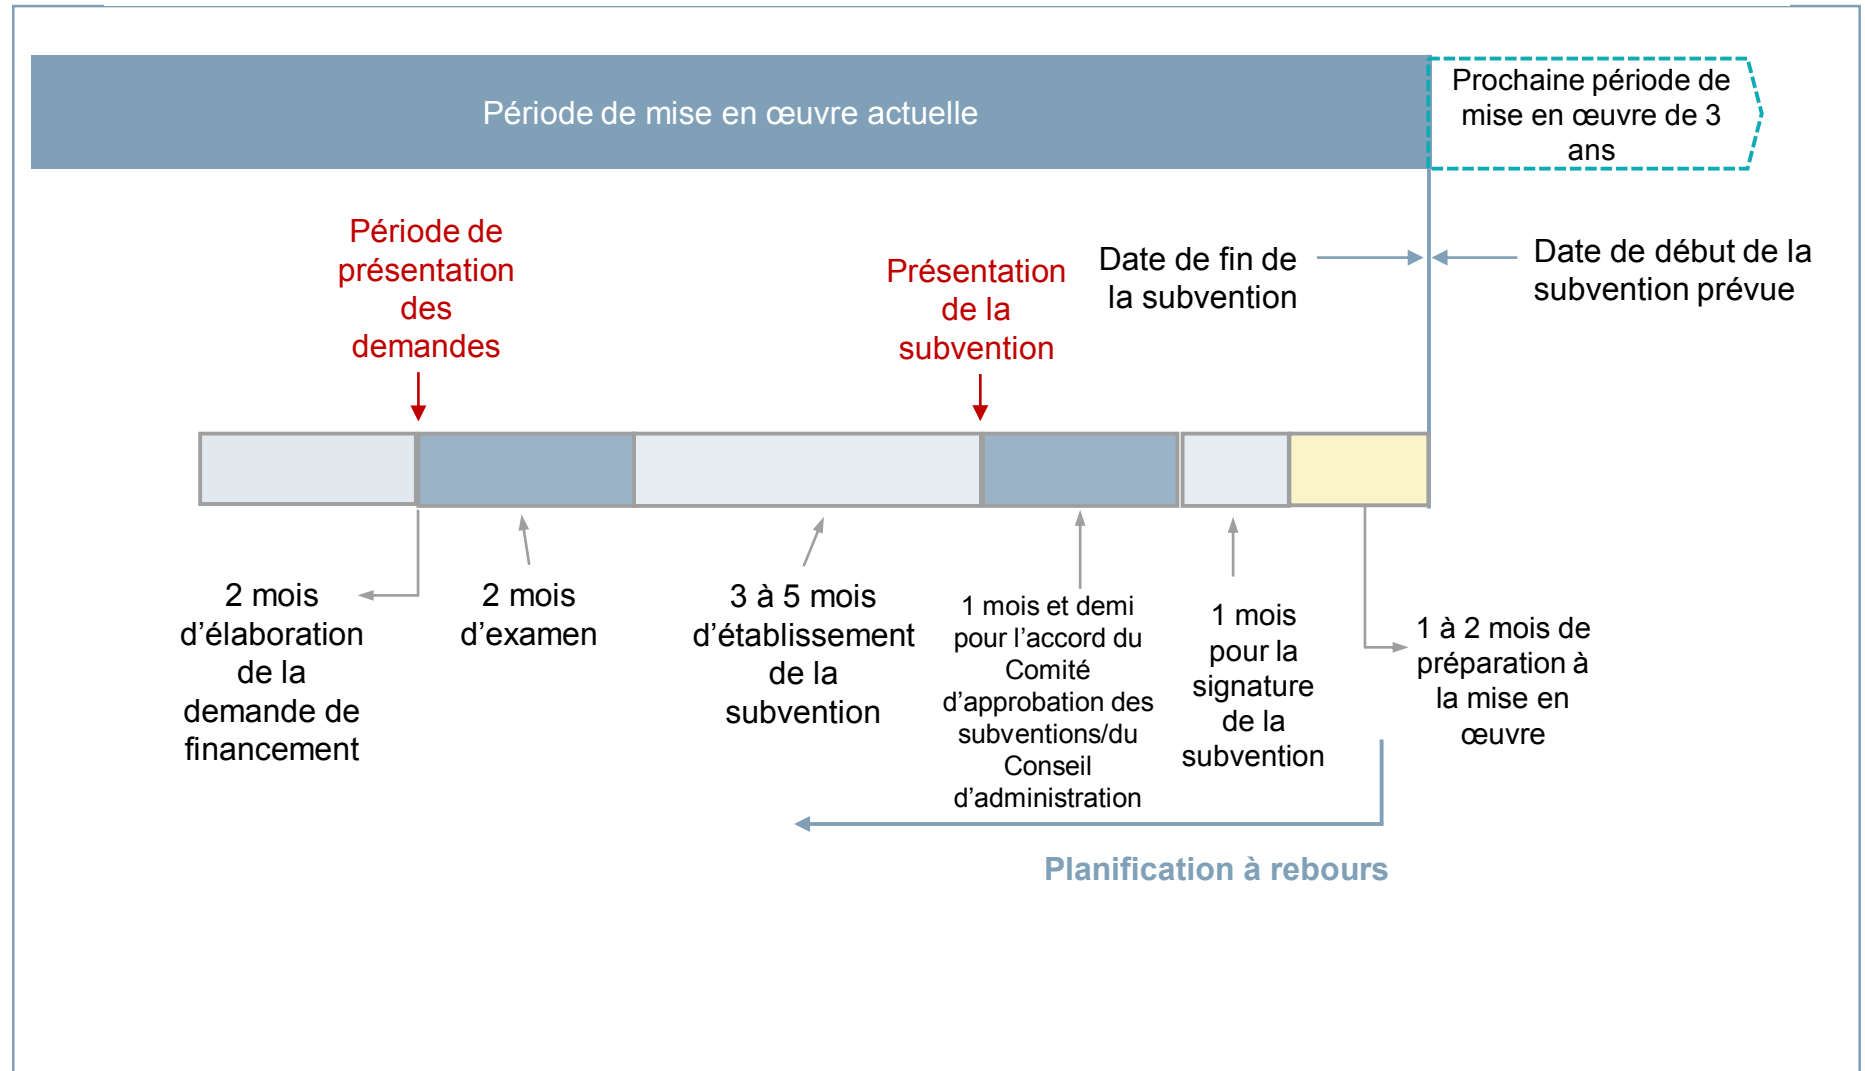 Période de mise en œuvre actuelle
Prochaine période de
mise en œuvre de 3
ans
Période de
présentation
des
demandes
Présentation
de la
subvention
Date de fin de
la subvention
Date de début de la
subvention prévue
2 mois
d’élaboration
de la
demande de
financement
2 mois
d’examen
3 à 5 mois
d’établissement
de la
subvention
1 mois et demi
pour l’accord du
Comité
d’approbation des
subventions/du
Conseil
d’administration
1 mois
pour la
signature
de la
subvention
1 à 2 mois de
préparation à
la mise en
œuvre
Planification à rebours